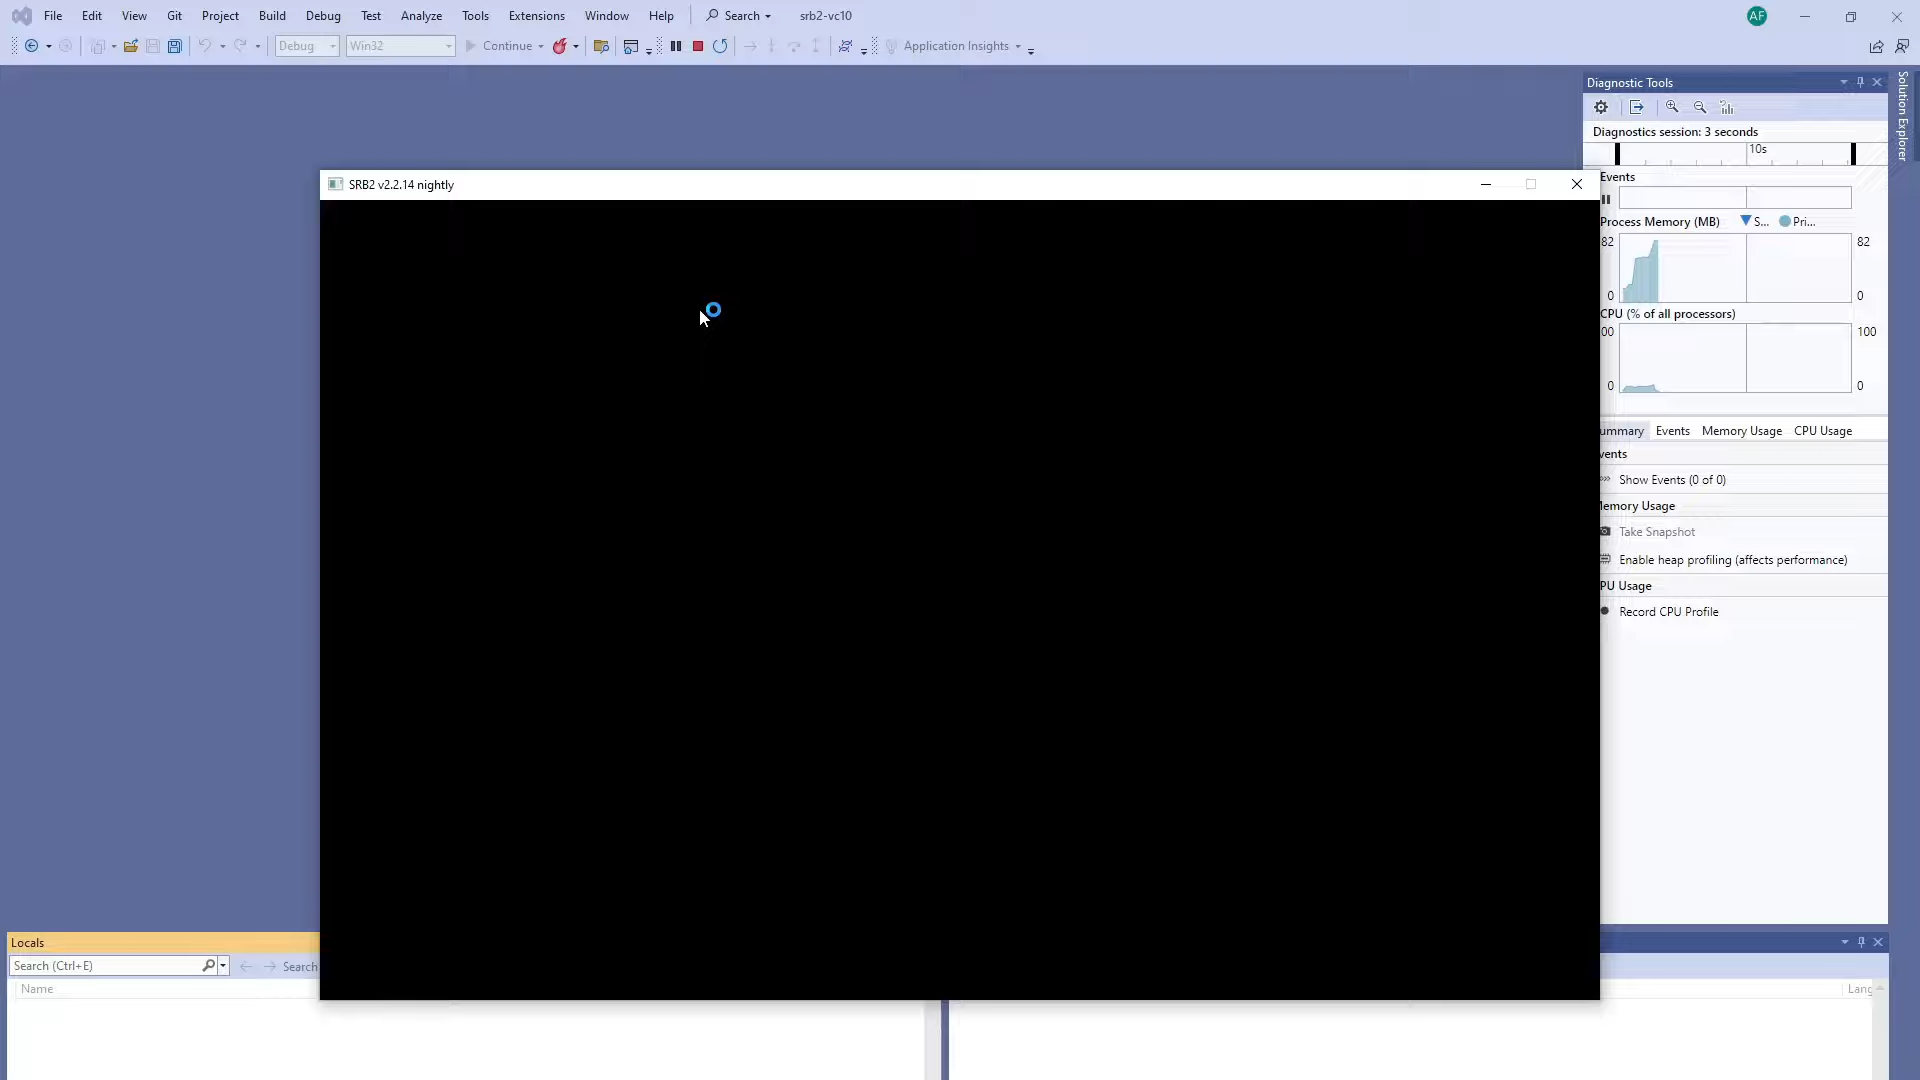 File Edit View Git Project Build Debug Test Analyze Tools Extensions Window Help Search srb2-vc10 AF
Debug Win32 Continue Application Insights
Solution Explorer
Diagnostic Tools
Diagnostics session: 3 seconds
10s
SRB2 v2.2.14 nightly
Events
Process Memory (MB) S... Pri...
82 82
0 0
CPU (% of all processors)
00 100
0 0
ummary Events Memory Usage CPU Usage
vents
Show Events (0 of 0)
emory Usage
Take Snapshot
Enable heap profiling (affects performance)
PU Usage
Record CPU Profile
Locals
Search (Ctrl+E) Search
Name Lang